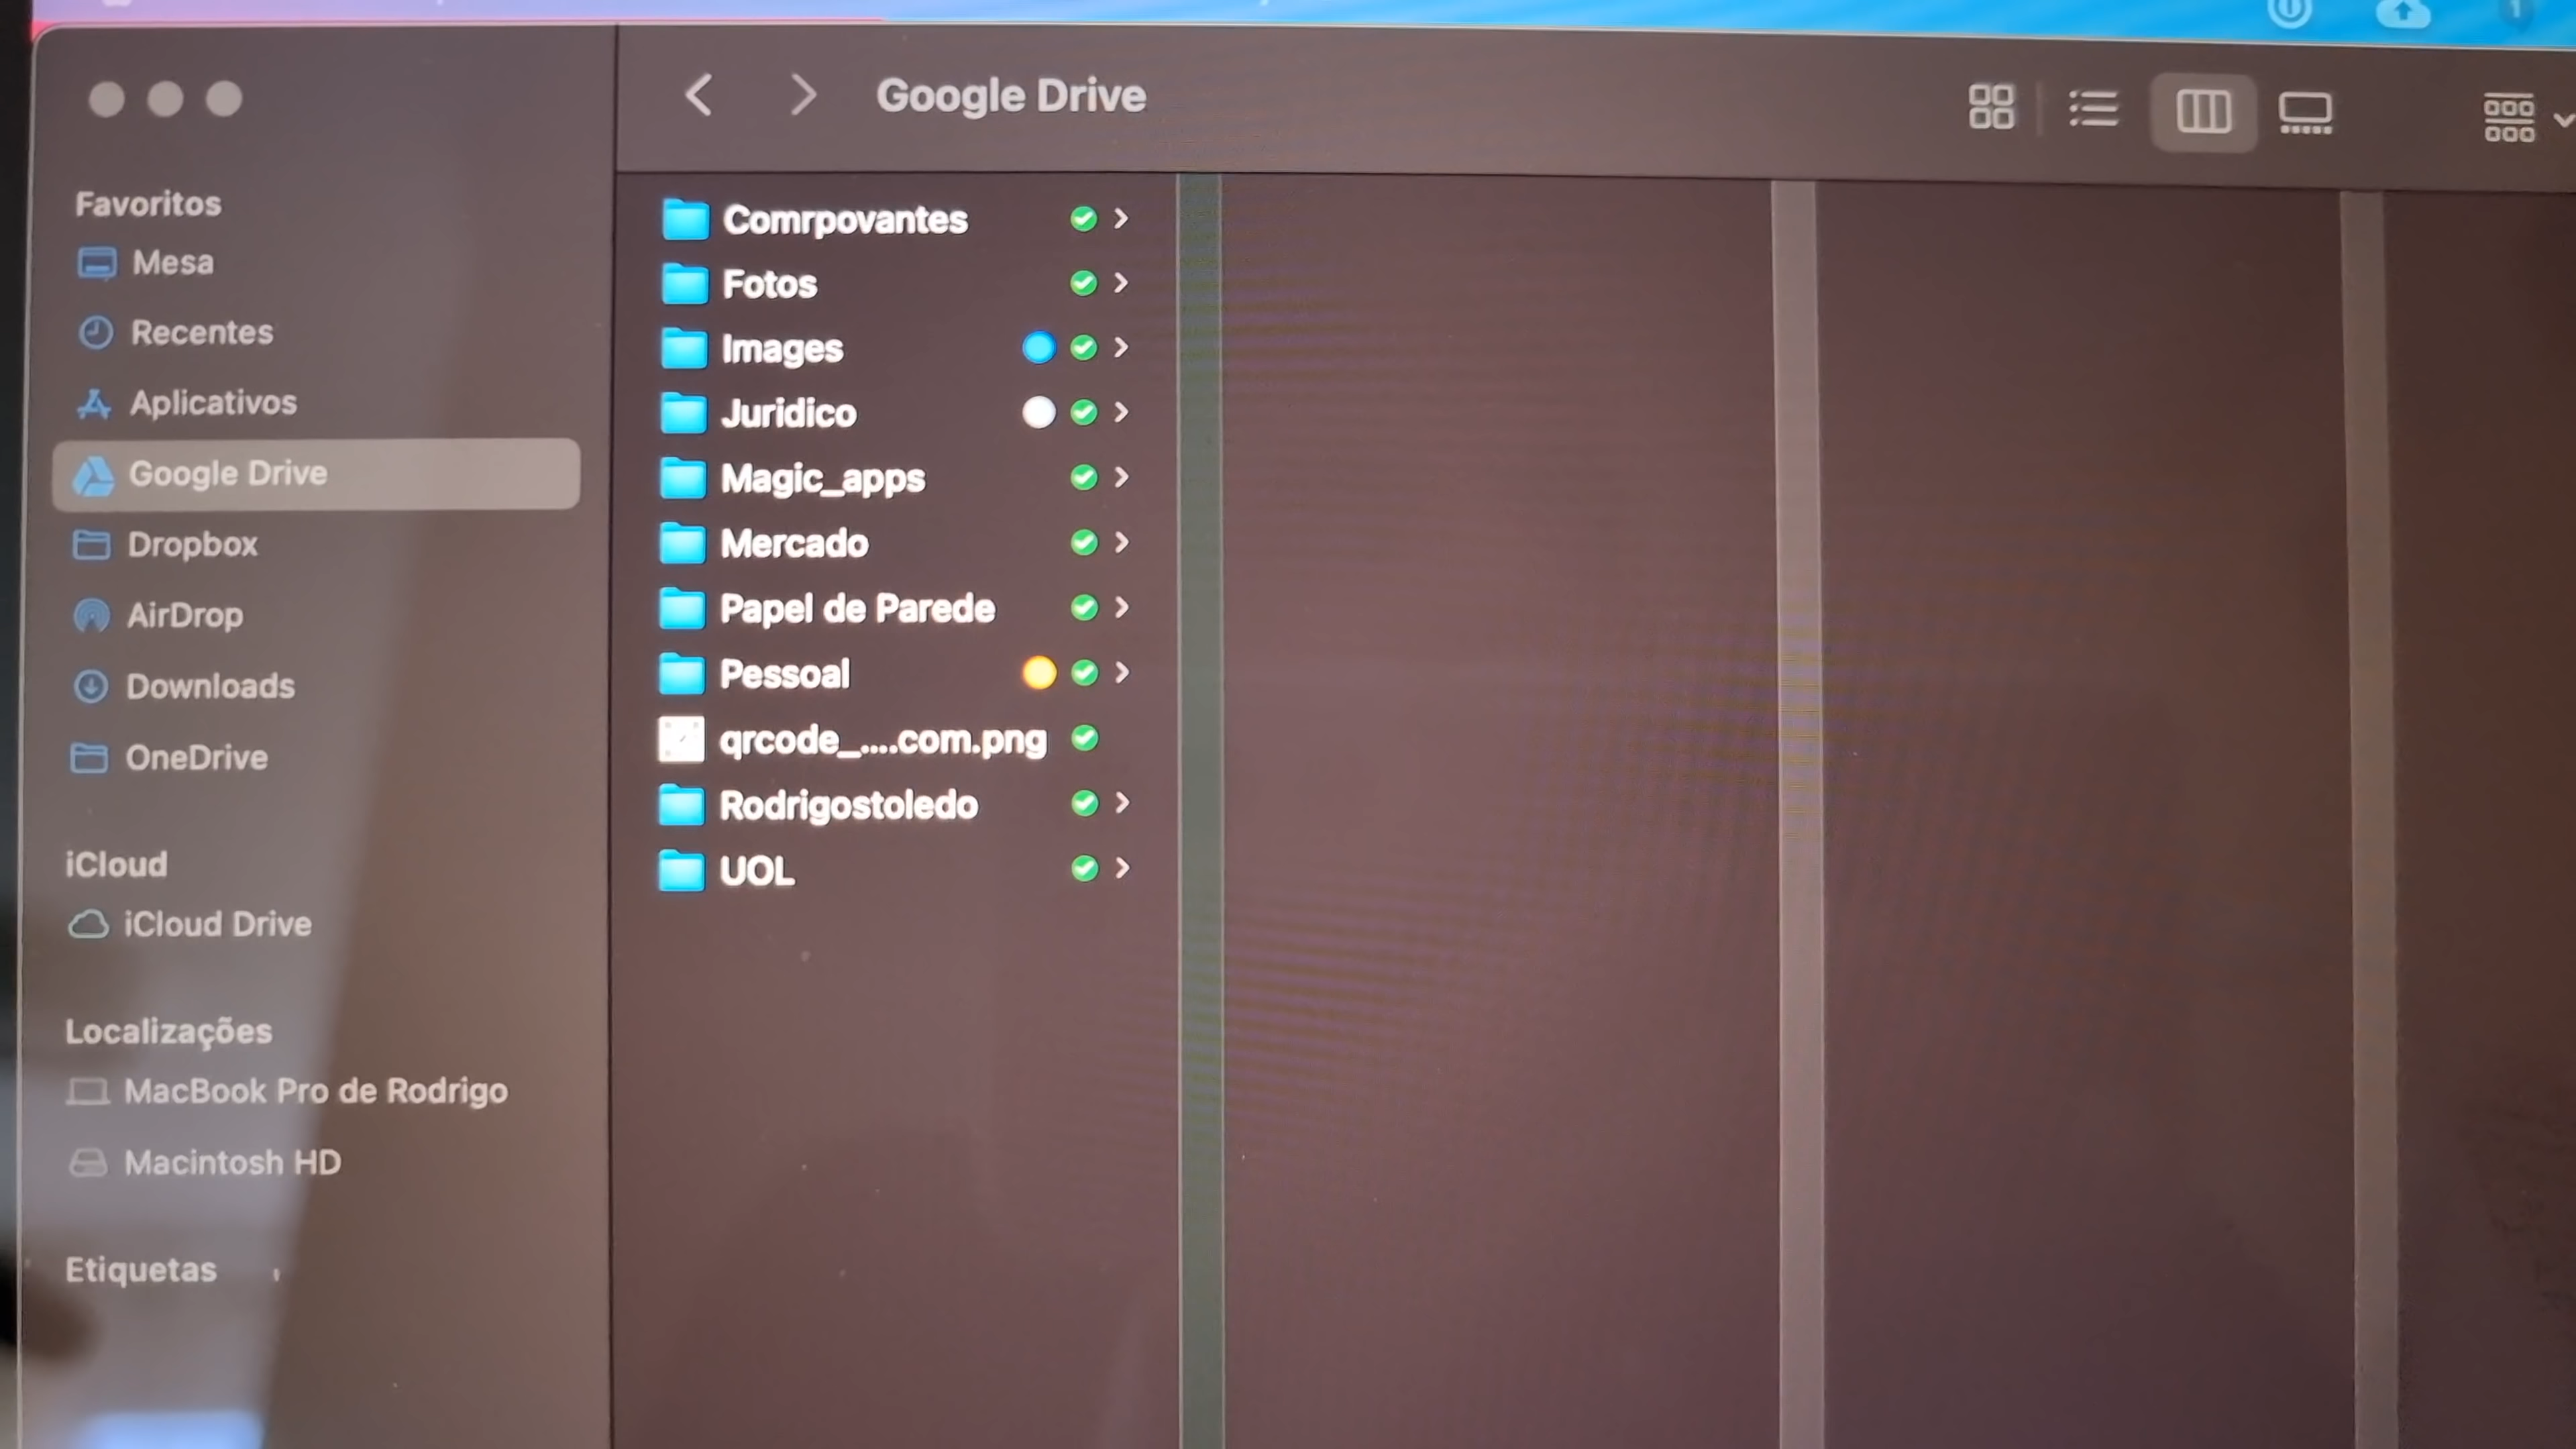 Google Drive
Favoritos
Mesa
Recentes
Aplicativos
Google Drive
Dropbox
AirDrop
Downloads
OneDrive
iCloud
iCloud Drive
Localizações
MacBook Pro de Rodrigo
Macintosh HD
Etiquetas
Comrpovantes
Fotos
Images
Juridico
Magic_apps
Mercado
Papel de Parede
Pessoal
qrcode_....com.png
Rodrigostoledo
UOL